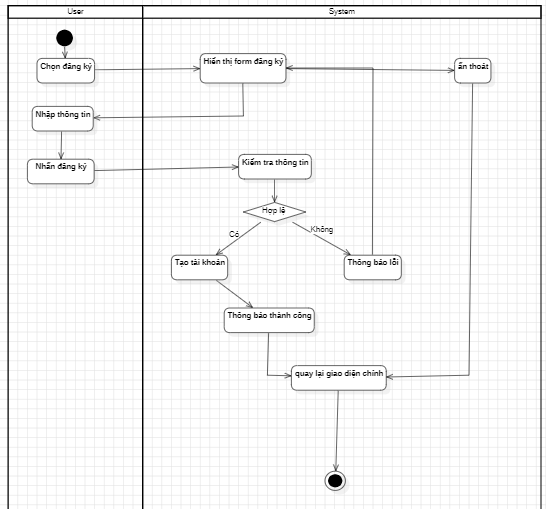 User
System
Chọn đăng ký
Hiển thị form đăng ký
ấn thoát
Nhập thông tin
Nhấn đăng ký
Kiểm tra thông tin
Hợp lệ
Có
Không
Tạo tài khoản
Thông báo lỗi
Thông báo thành công
quay lại giao diện chính